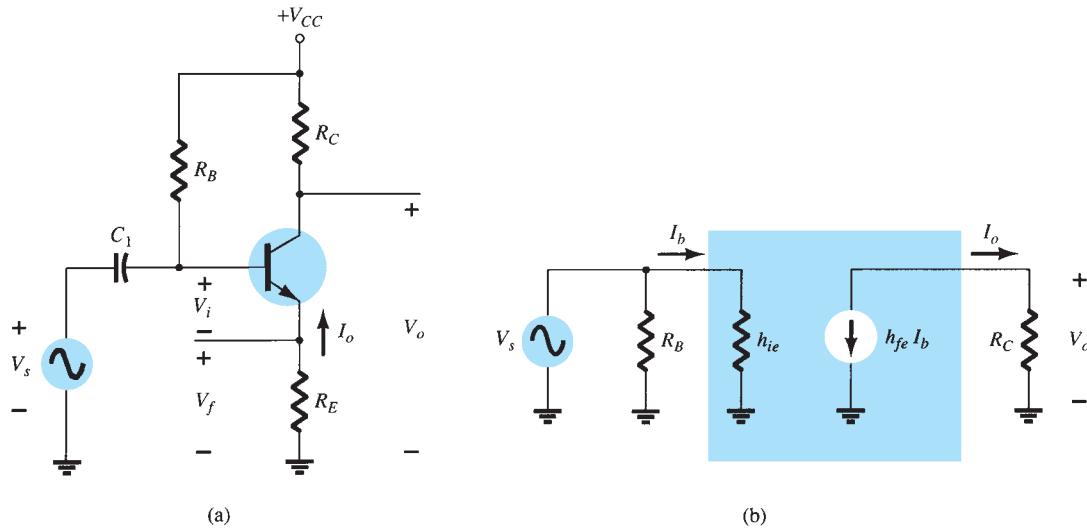 +V_CC
R_C
R_B
C_1
+
V_i
−
I_o
+
V_s
−
+
V_f
−
R_E
+
V_o
−
(a)
I_b
I_o
V_s
R_B
h_ie
h_fe I_b
R_C
+
V_o
−
(b)